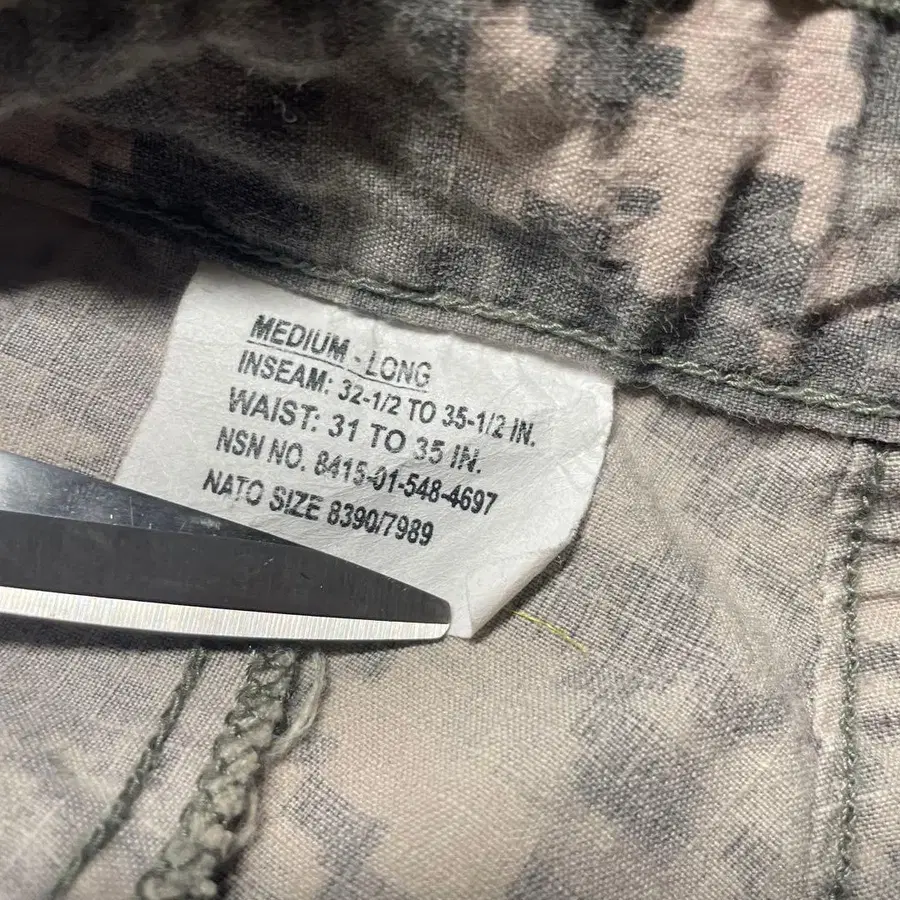 MEDIUM - LONG
INSEAM: 32-1/2 TO 35-1/2 IN.
WAIST: 31 TO 35 IN.
NSN NO. 8415-01-548-4697
NATO SIZE 8390/7989